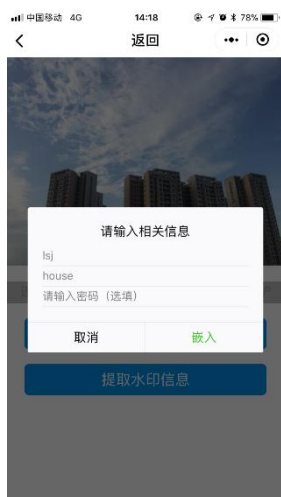 中国移动 4G 14:18 78%
返回
请输入相关信息
lsj
house
请输入密码（选填）
取消 嵌入
提取水印信息